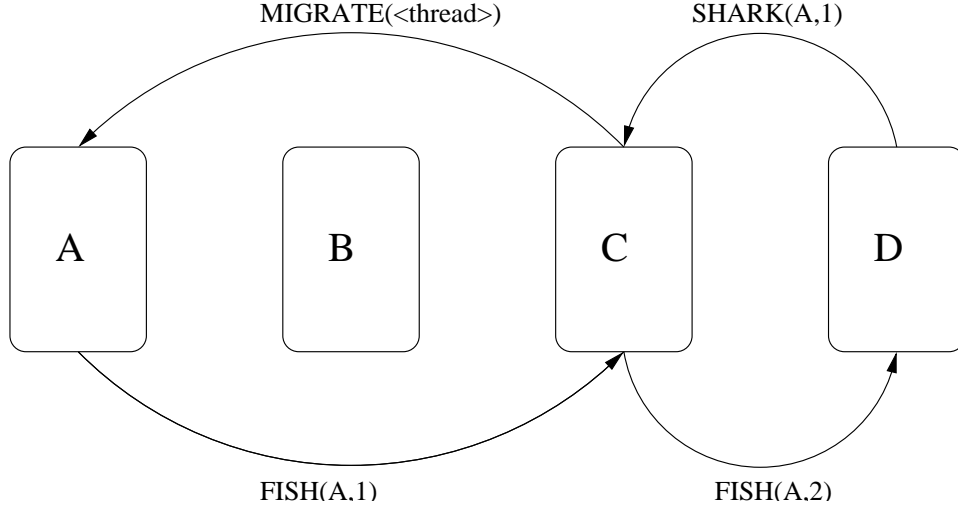 MIGRATE(<thread>)
SHARK(A,1)
A
B
C
D
FISH(A,1)
FISH(A,2)